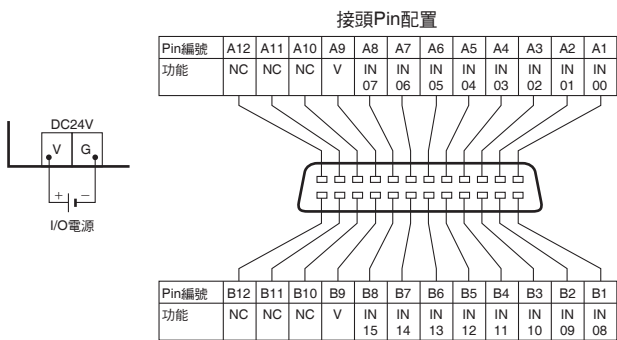 接頭Pin配置
Pin編號 A12 A11 A10 A9 A8 A7 A6 A5 A4 A3 A2 A1
功能 NC NC NC V IN 07 IN 06 IN 05 IN 04 IN 03 IN 02 IN 01 IN 00
DC24V
V G
+ −
I/O電源
Pin編號 B12 B11 B10 B9 B8 B7 B6 B5 B4 B3 B2 B1
功能 NC NC NC V IN 15 IN 14 IN 13 IN 12 IN 11 IN 10 IN 09 IN 08